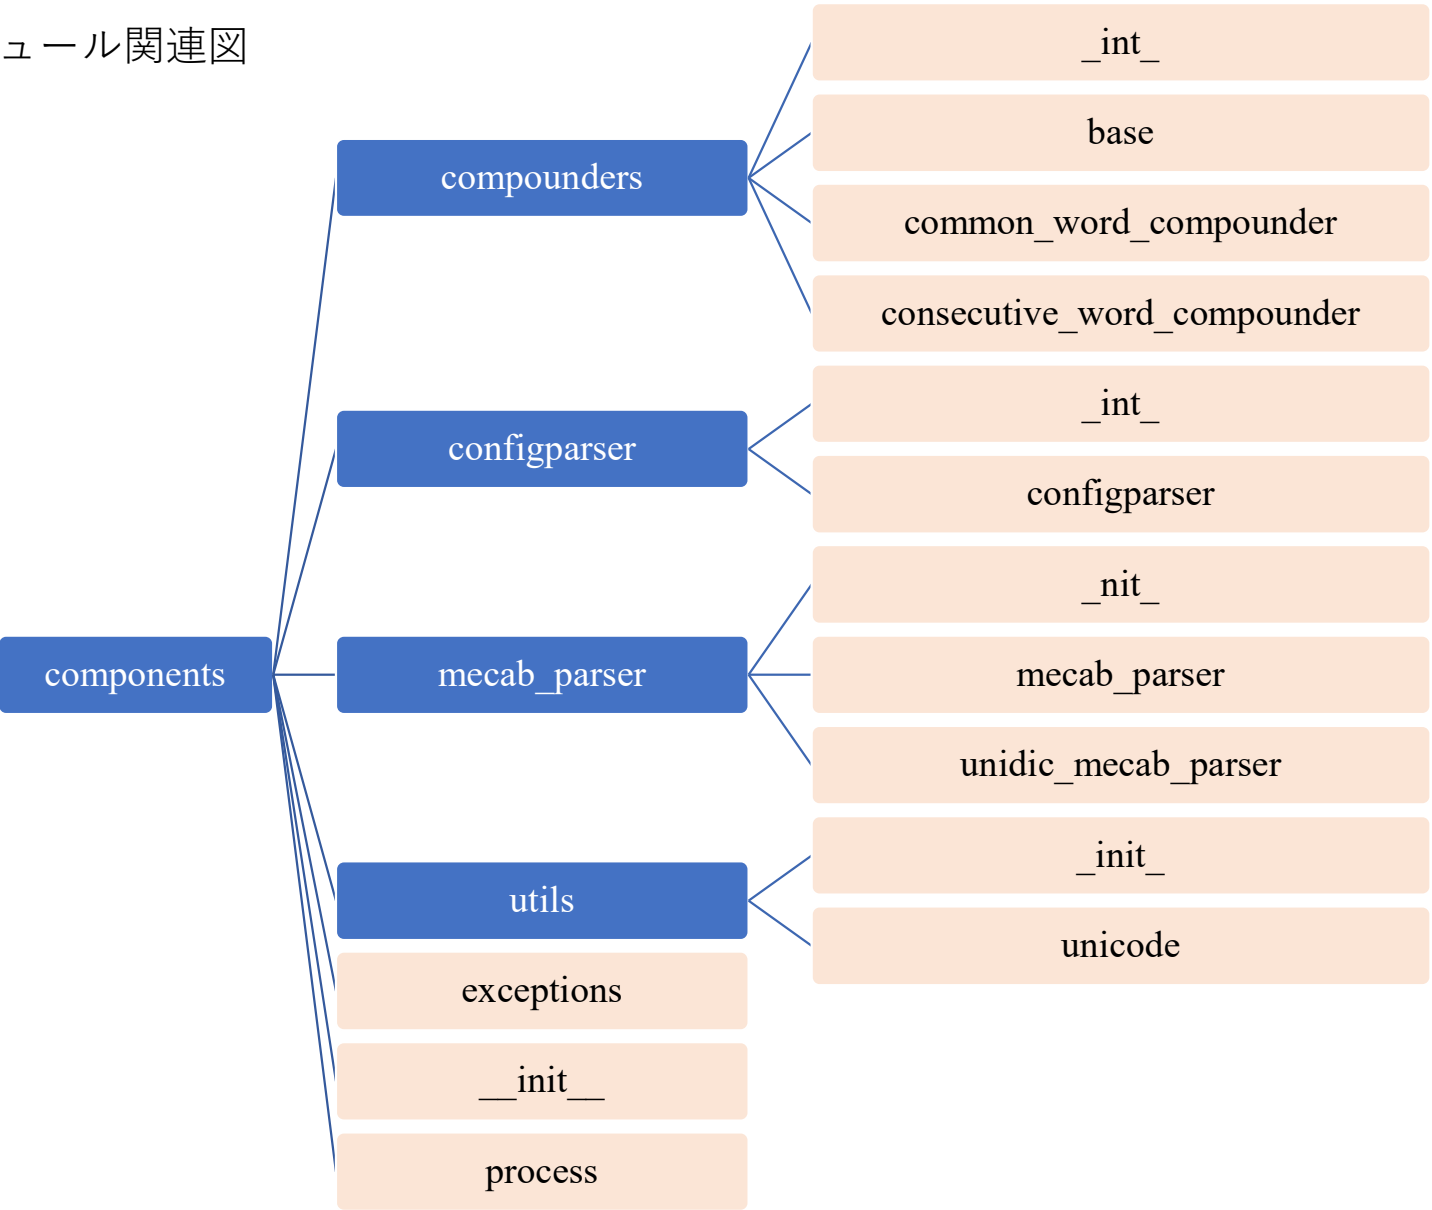 ュール関連図
components
compounders
_int_
base
common_word_compounder
consecutive_word_compounder
configparser
_int_
configparser
mecab_parser
_nit_
mecab_parser
unidic_mecab_parser
utils
_init_
unicode
exceptions
__init__
process